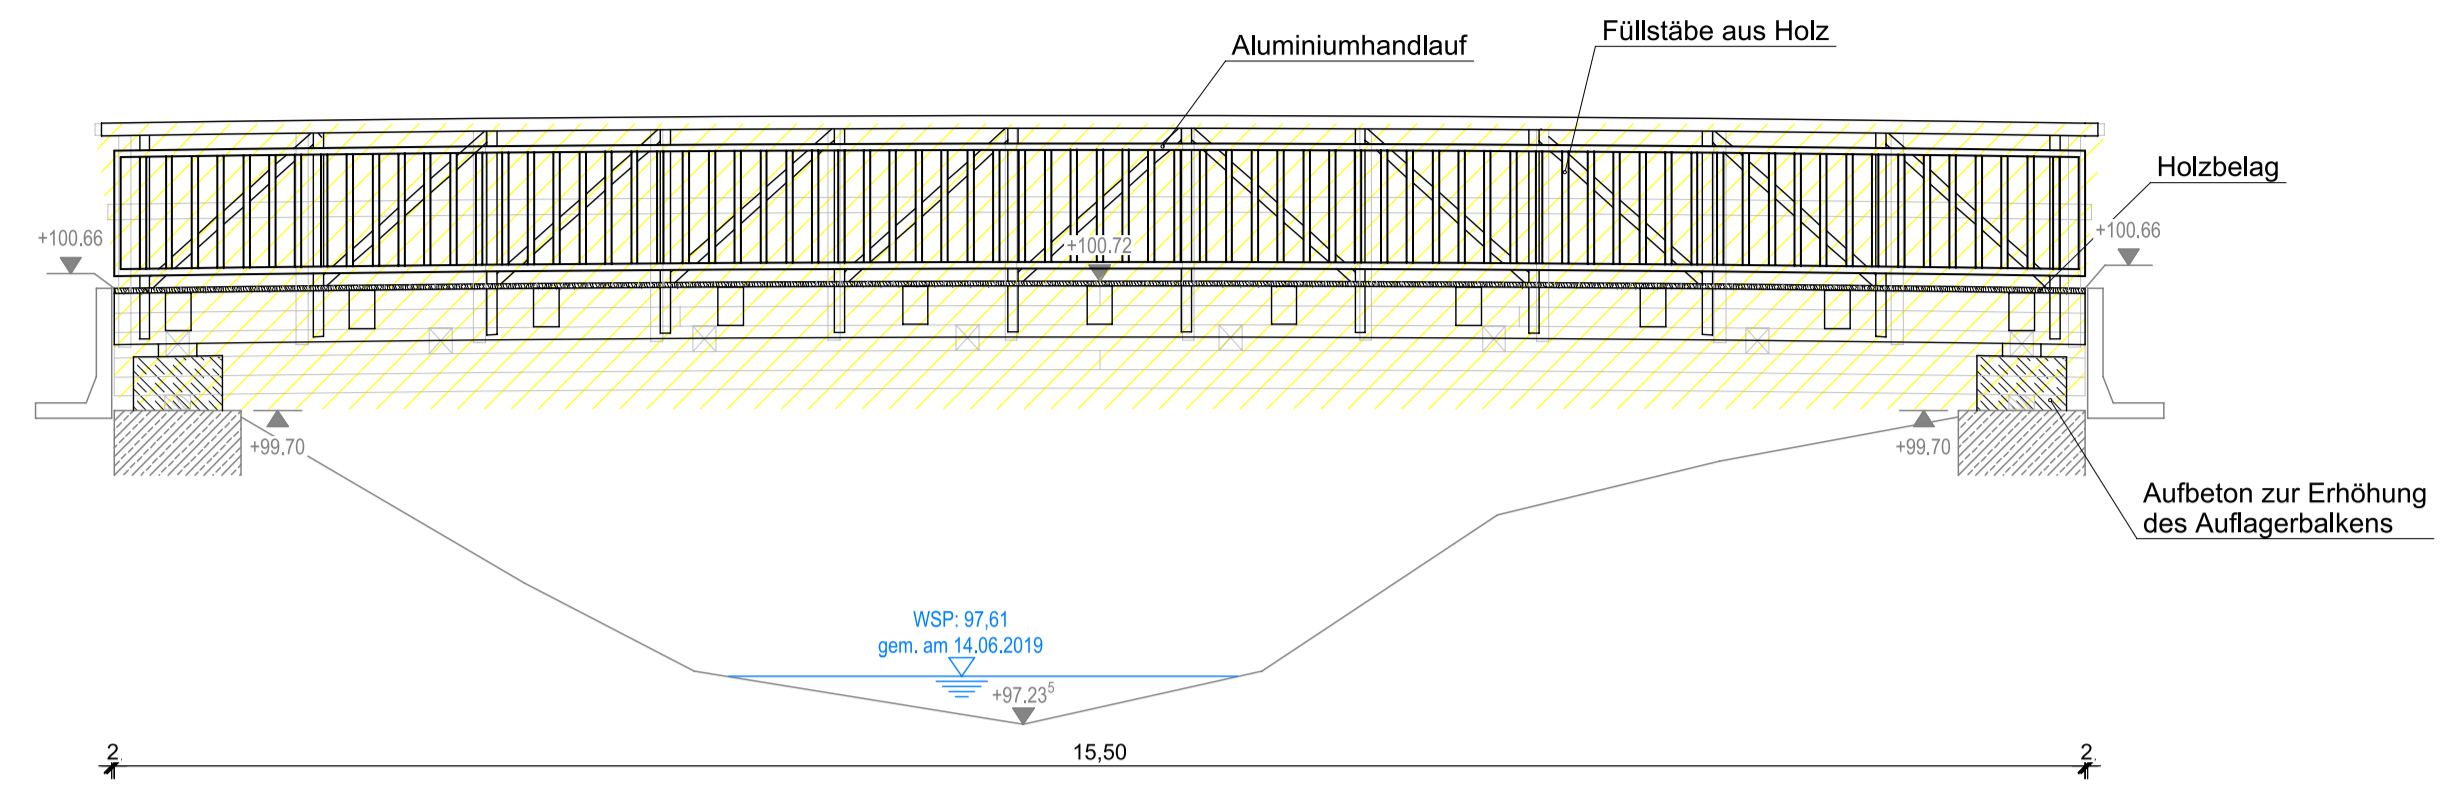 Füllstäbe aus Holz
Aluminiumhandlauf
Holzbelag
+100.66
+100.72
+100.66
+99.70
+99.70
Aufbeton zur Erhöhung
des Auflagerbalkens
WSP: 97,61
gem. am 14.06.2019
+97.23⁵
2
15,50
2